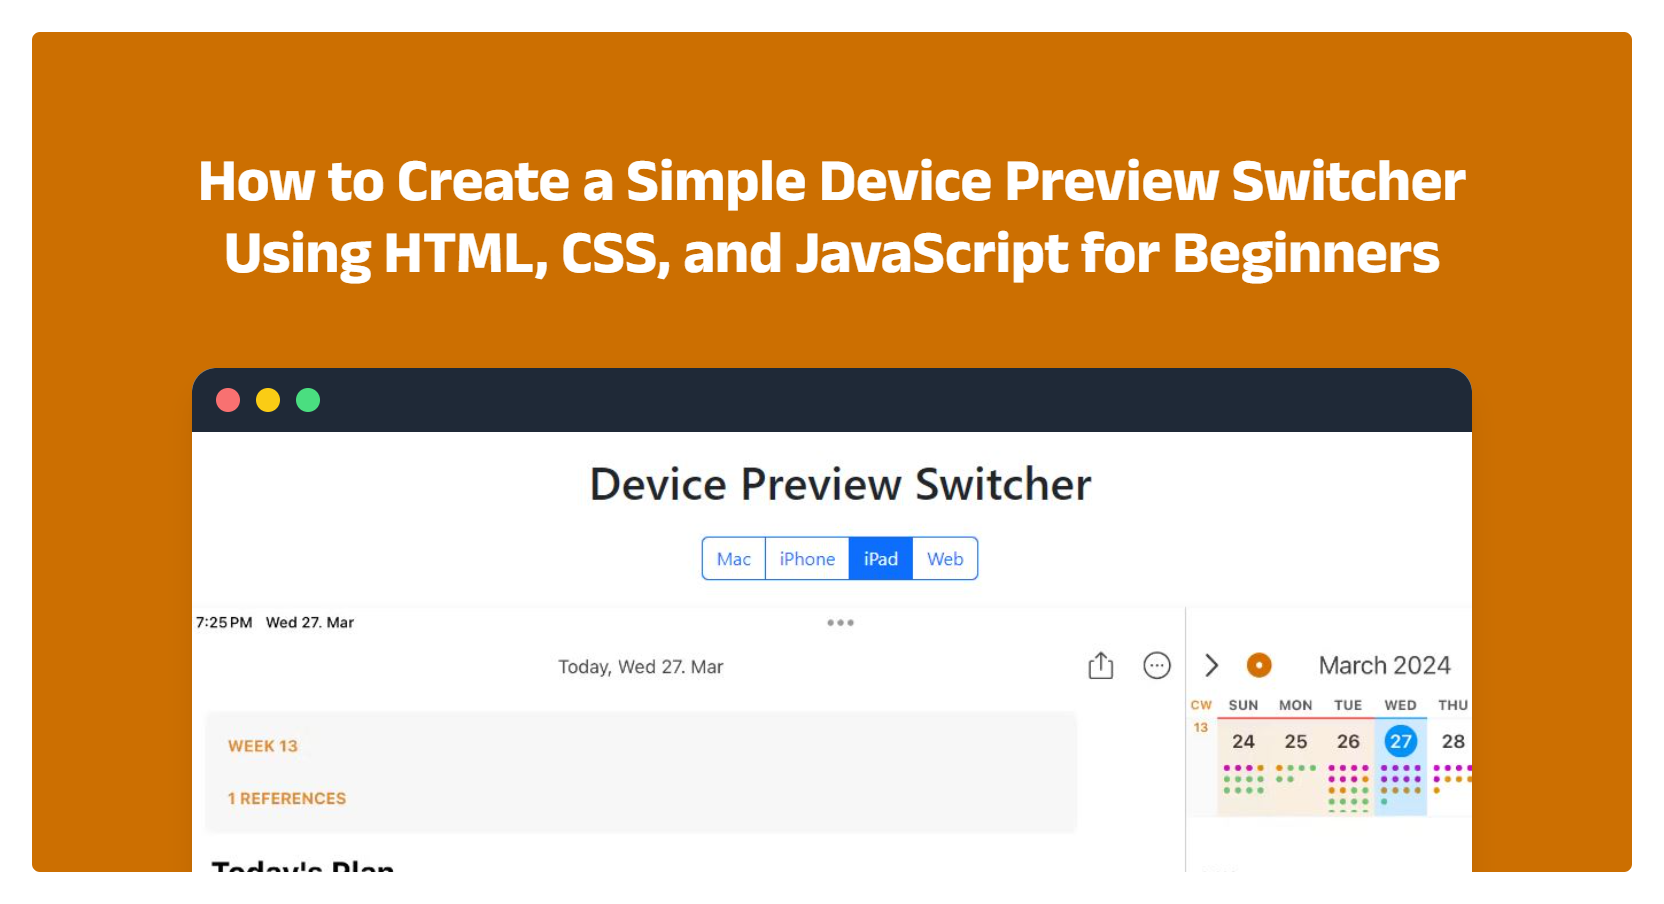 How to Create a Simple Device Preview Switcher
Using HTML, CSS, and JavaScript for Beginners
Device Preview Switcher
Mac iPhone iPad Web
7:25 PM Wed 27. Mar
Today, Wed 27. Mar
March 2024
CW SUN MON TUE WED THU
13
24 25 26 27 28
WEEK 13
1 REFERENCES
Today's Plan